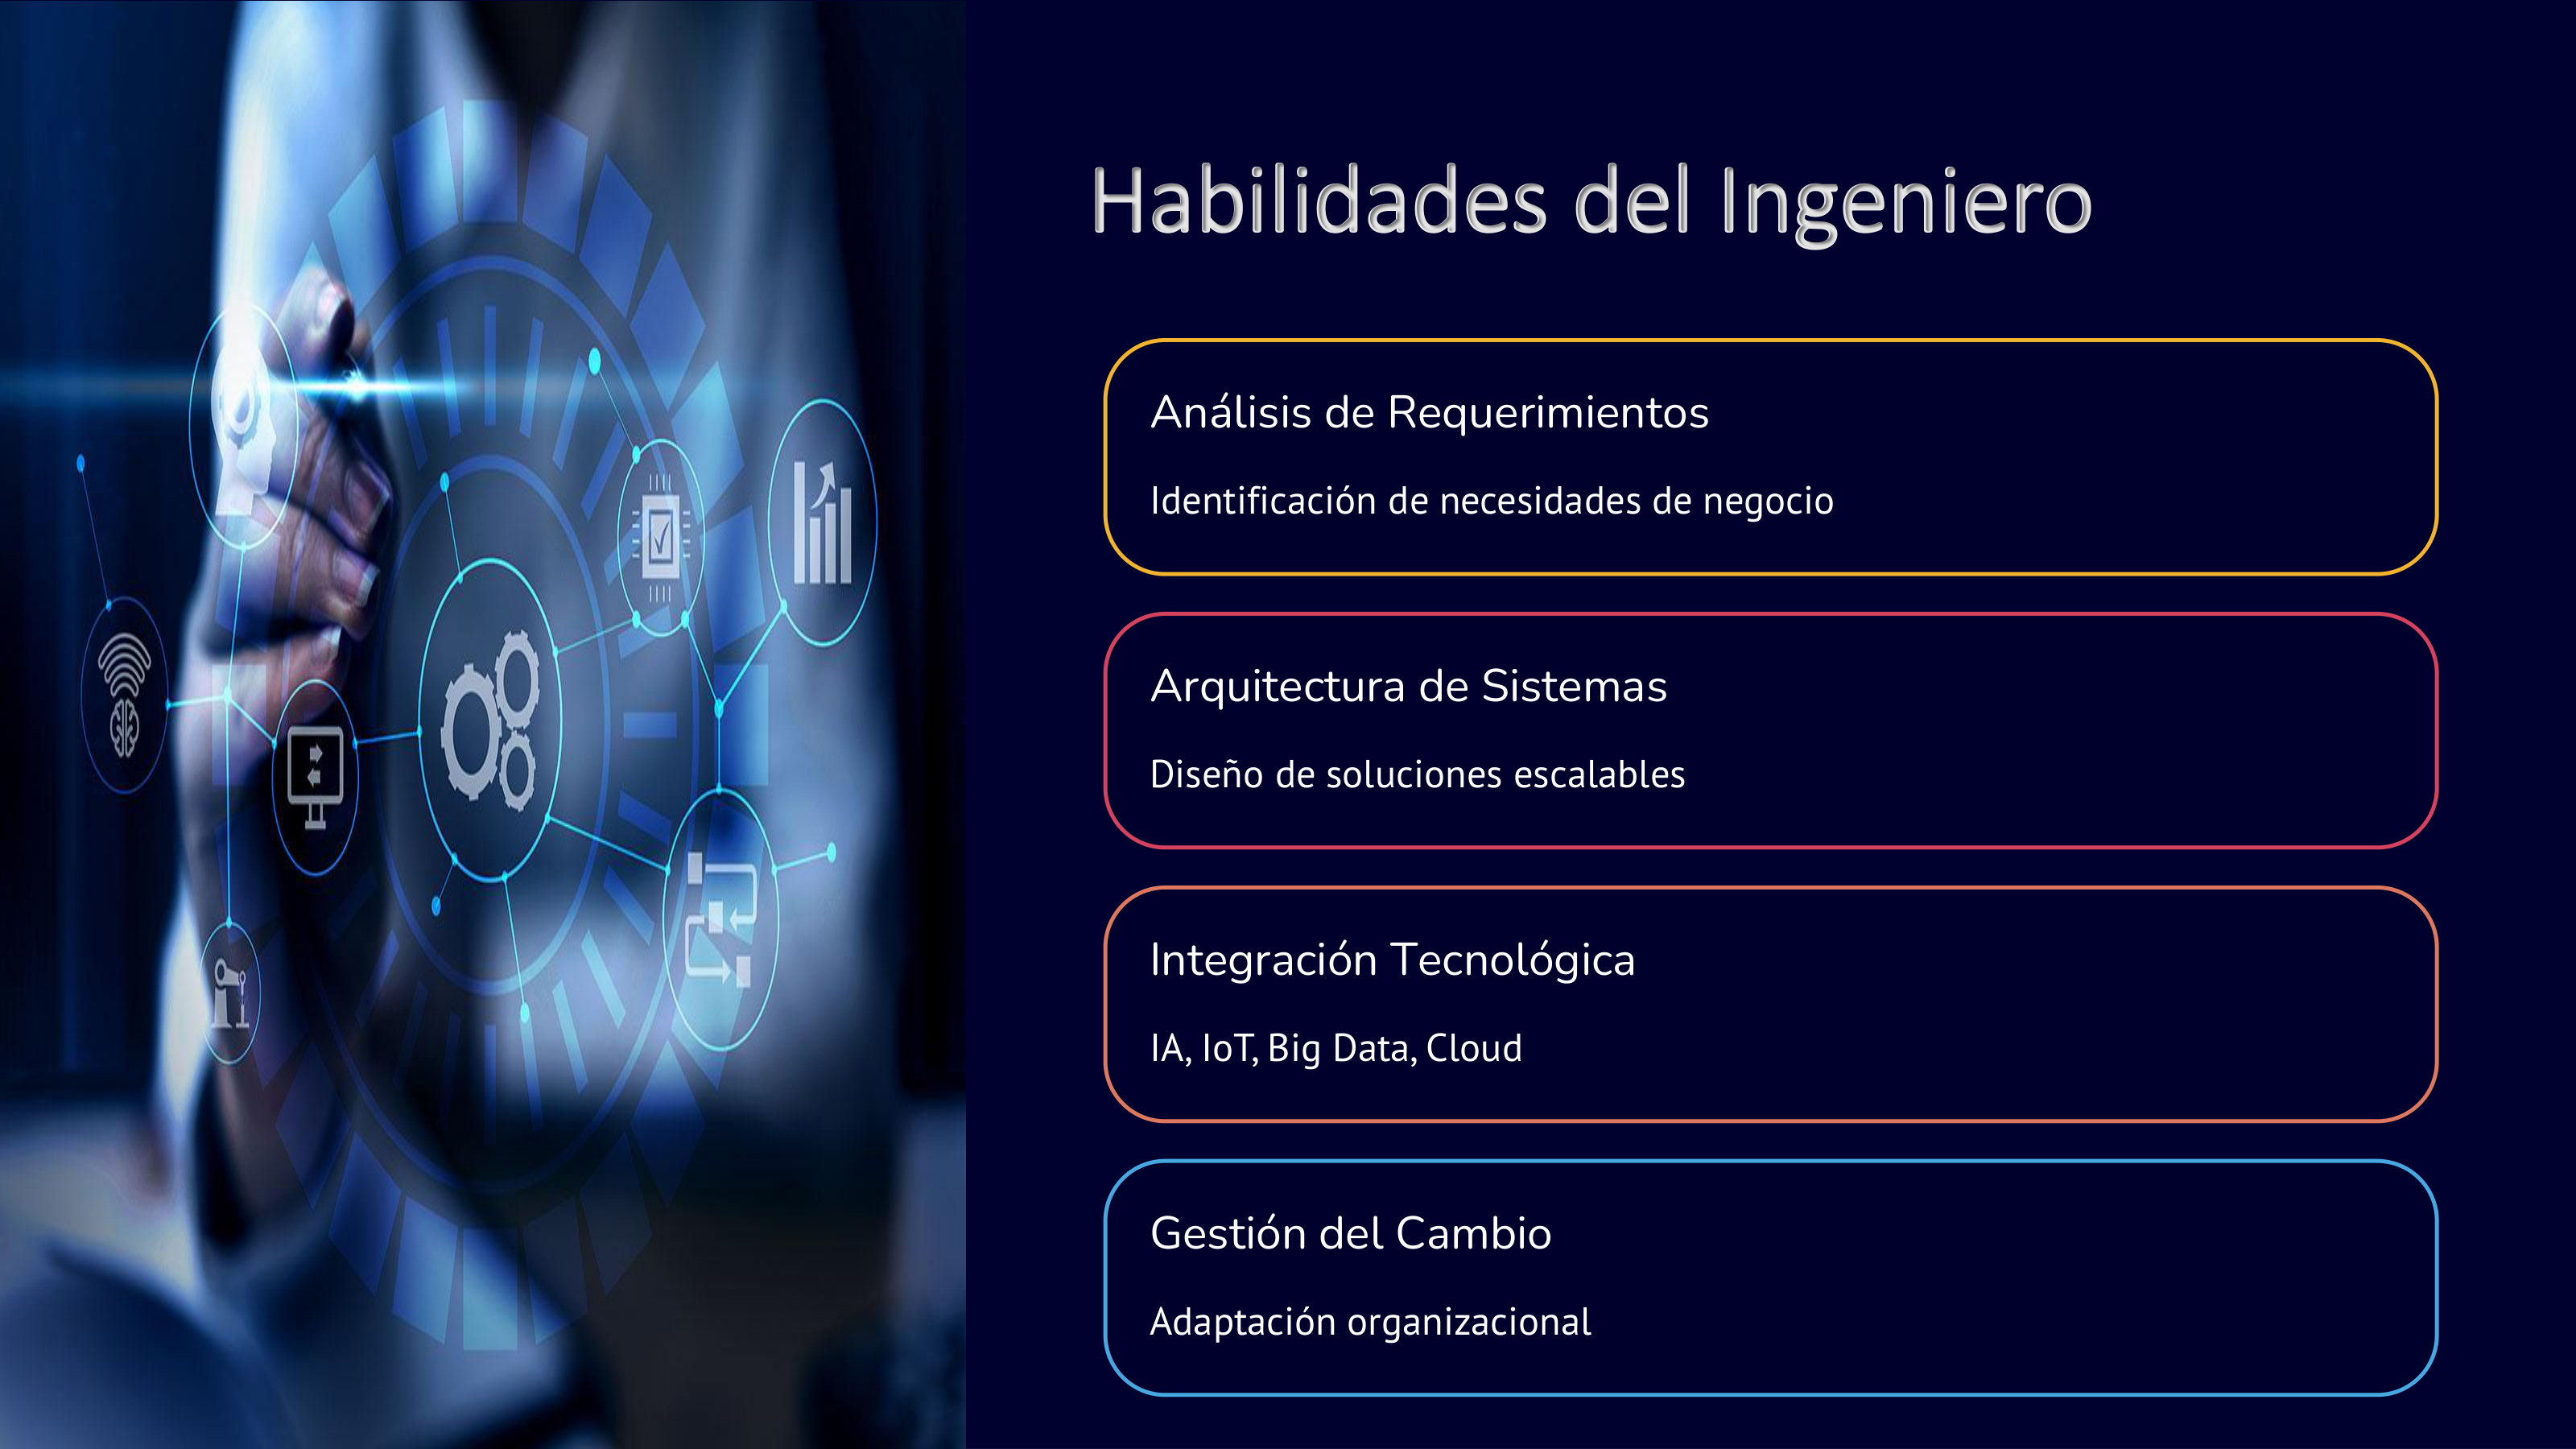 Habilidades del Ingeniero
Análisis de Requerimientos
Identificación de necesidades de negocio
Arquitectura de Sistemas
Diseño de soluciones escalables
Integración Tecnológica
IA, IoT, Big Data, Cloud
Gestión del Cambio
Adaptación organizacional